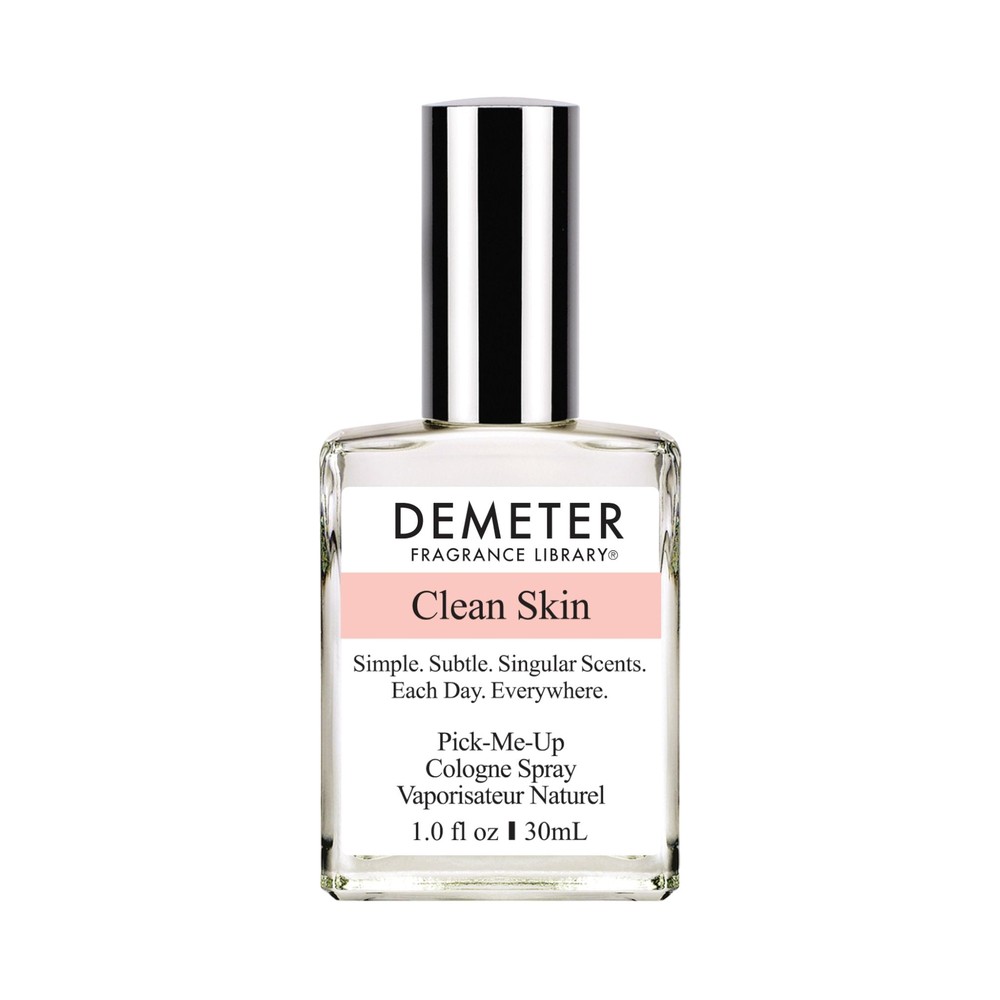 DEMETER
FRAGRANCE LIBRARY®
Clean Skin
Simple. Subtle. Singular Scents.
Each Day. Everywhere.
Pick-Me-Up
Cologne Spray
Vaporisateur Naturel
1.0 fl oz ▌30mL